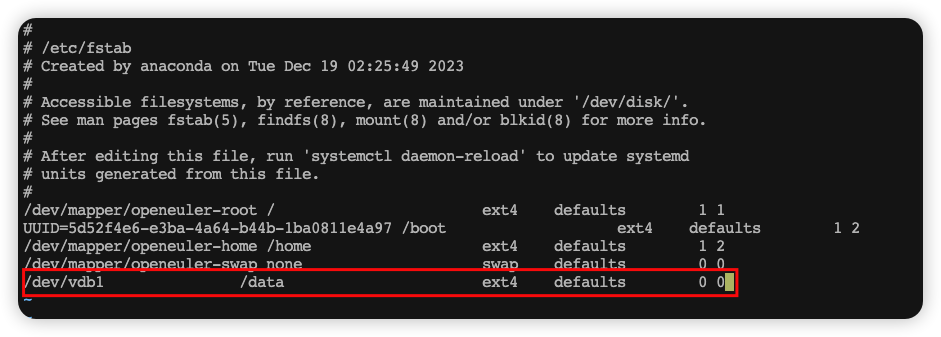 #
# /etc/fstab
# Created by anaconda on Tue Dec 19 02:25:49 2023
#
# Accessible filesystems, by reference, are maintained under '/dev/disk/'.
# See man pages fstab(5), findfs(8), mount(8) and/or blkid(8) for more info.
#
# After editing this file, run 'systemctl daemon-reload' to update systemd
# units generated from this file.
#
/dev/mapper/openeuler-root /                       ext4    defaults        1 1
UUID=5d52f4e6-e3ba-4a64-b44b-1ba0811e4a97 /boot                   ext4    defaults        1 2
/dev/mapper/openeuler-home /home                   ext4    defaults        1 2
/dev/mapper/openeuler-swap none                    swap    defaults        0 0
/dev/vdb1               /data                      ext4    defaults        0 0
~